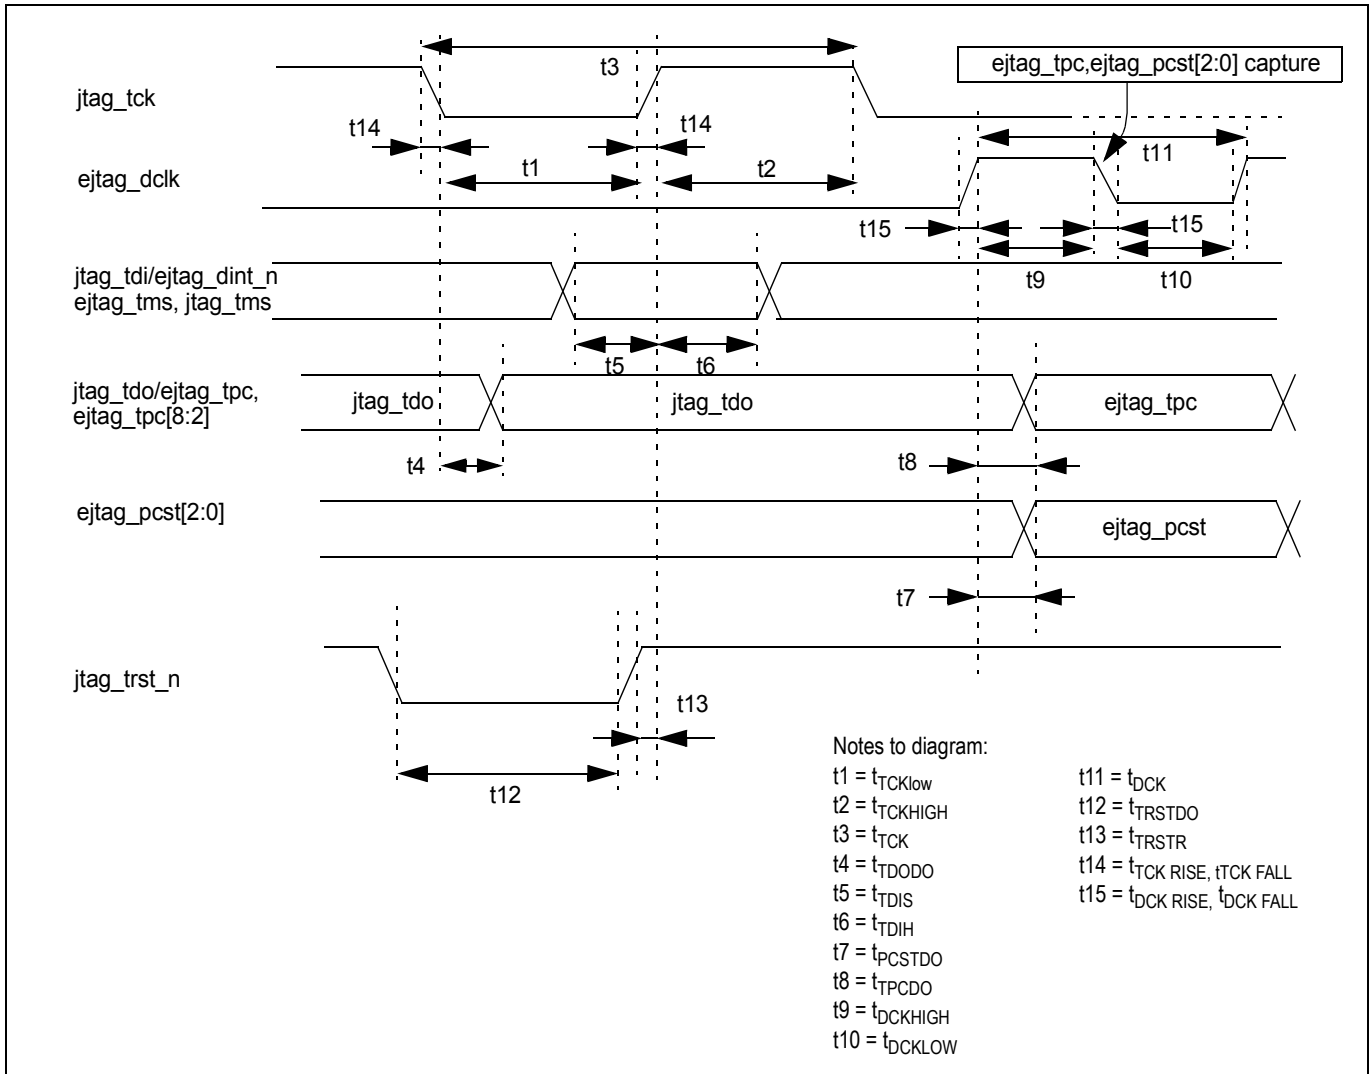 t3
ejtag_tpc,ejtag_pcst[2:0] capture
jtag_tck
t14
t14
t11
ejtag_dclk
t1
t2
t15
t15
jtag_tdi/ejtag_dint_n
ejtag_tms, jtag_tms
t9
t10
t5
t6
jtag_tdo/ejtag_tpc,
ejtag_tpc[8:2]
jtag_tdo
jtag_tdo
ejtag_tpc
t4
t8
ejtag_pcst[2:0]
ejtag_pcst
t7
jtag_trst_n
t13
t12
Notes to diagram:
t1 = tTCKlow
t2 = tTCKHIGH
t3 = tTCK
t4 = tTDODO
t5 = tTDIS
t6 = tTDIH
t7 = tPCSTDO
t8 = tTPCDO
t9 = tDCKHIGH
t10 = tDCKLOW
t11 = tDCK
t12 = tTRSTDO
t13 = tTRSTR
t14 = tTCK RISE, tTCK FALL
t15 = tDCK RISE, tDCK FALL